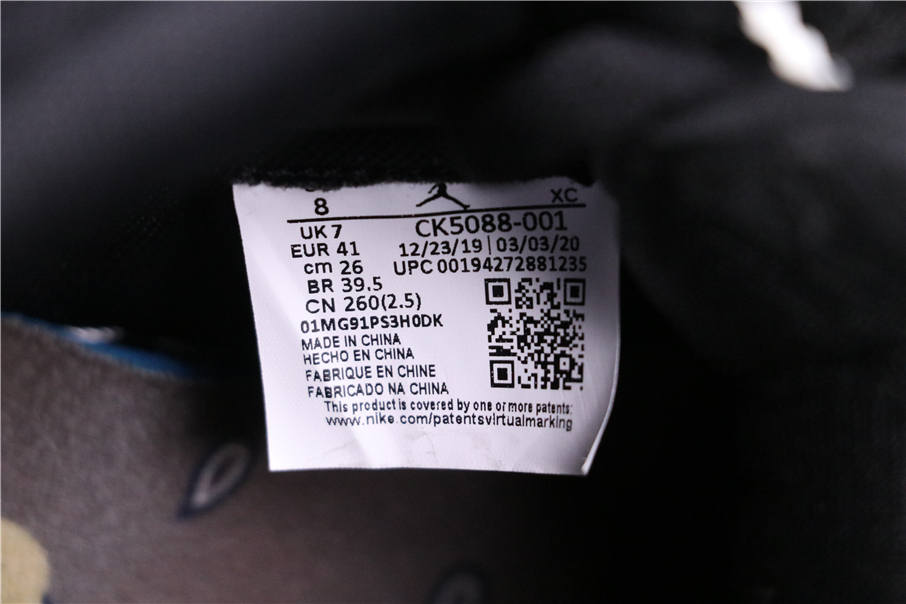 8 XC
UK 7 CK5088-001
EUR 41 12/23/19 | 03/03/20
cm 26 UPC 00194272881235
BR 39.5
CN 260(2.5)
01MG91PS3H0DK
MADE IN CHINA
HECHO EN CHINA
FABRIQUE EN CHINE
FABRICADO NA CHINA
This product is covered by one or more patents:
www.nike.com/patentsvirtualmarking